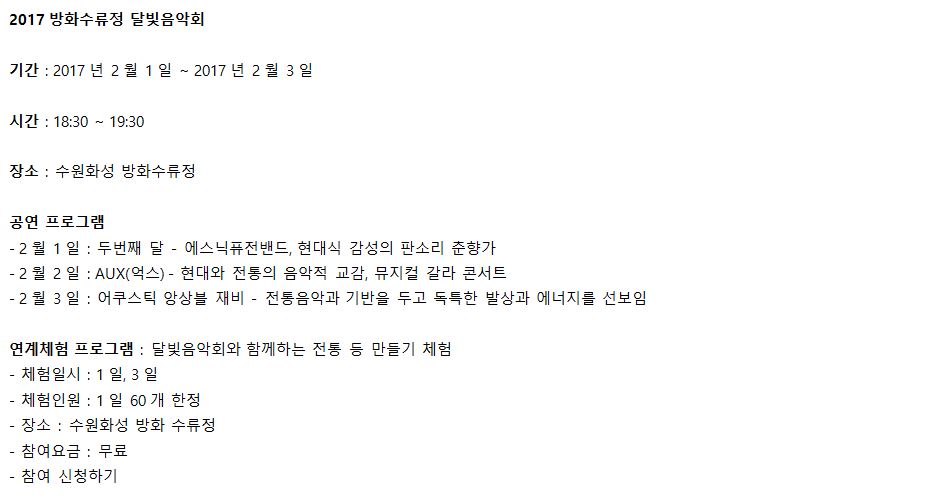 2017 방화수류정 달빛음악회
기간 : 2017 년 2 월 1 일 ~ 2017 년 2 월 3 일
시간 : 18:30 ~ 19:30
장소 : 수원화성 방화수류정
공연 프로그램
- 2 월 1 일 : 두번째 달 - 에스닉퓨전밴드, 현대식 감성의 판소리 춘향가
- 2 월 2 일 : AUX(억스) - 현대와 전통의 음악적 교감, 뮤지컬 갈라 콘서트
- 2 월 3 일 : 어쿠스틱 앙상블 재비 - 전통음악과 기반을 두고 독특한 발상과 에너지를 선보임
연계체험 프로그램 : 달빛음악회와 함께하는 전통 등 만들기 체험
- 체험일시 : 1 일, 3 일
- 체험인원 : 1 일 60 개 한정
- 장소 : 수원화성 방화 수류정
- 참여요금 : 무료
- 참여 신청하기